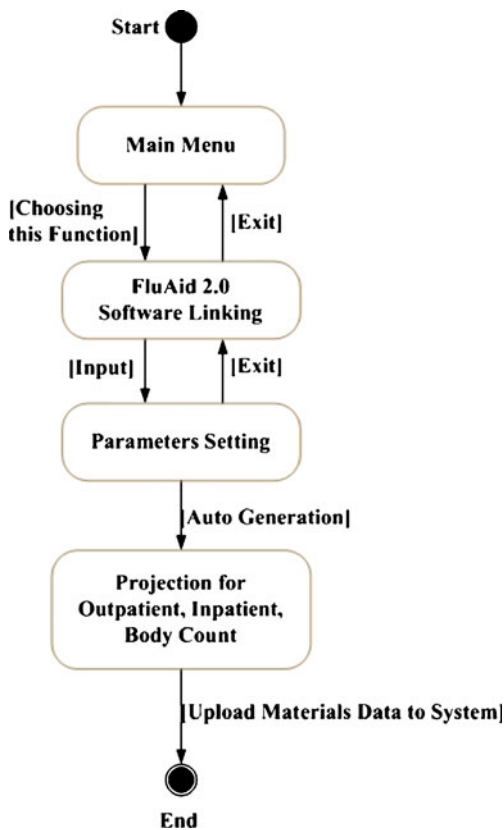 Start
Main Menu
[Choosing
this Function]
[Exit]
FluAid 2.0
Software Linking
[Input]
[Exit]
Parameters Setting
[Auto Generation]
Projection for
Outpatient, Inpatient,
Body Count
[Upload Materials Data to System]
End